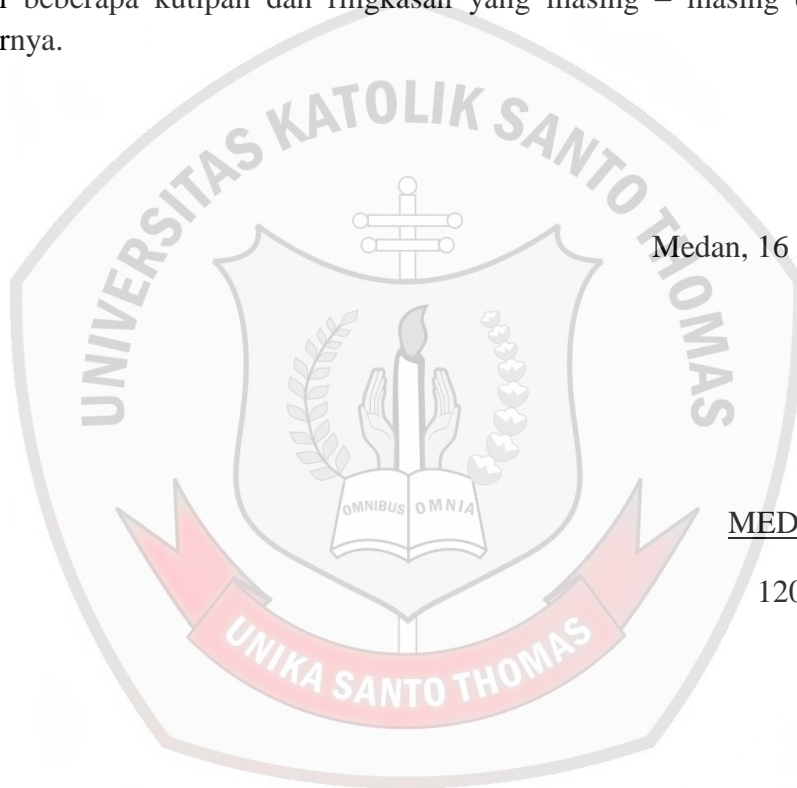 beberapa kutipan dan ringkasan yang masing – masing
rnya.
UNIVERSITAS KATOLIK SANTO THOMAS
Medan, 16
OMNIBUS OMNIA
MED
120
UNIKA SANTO THOMAS